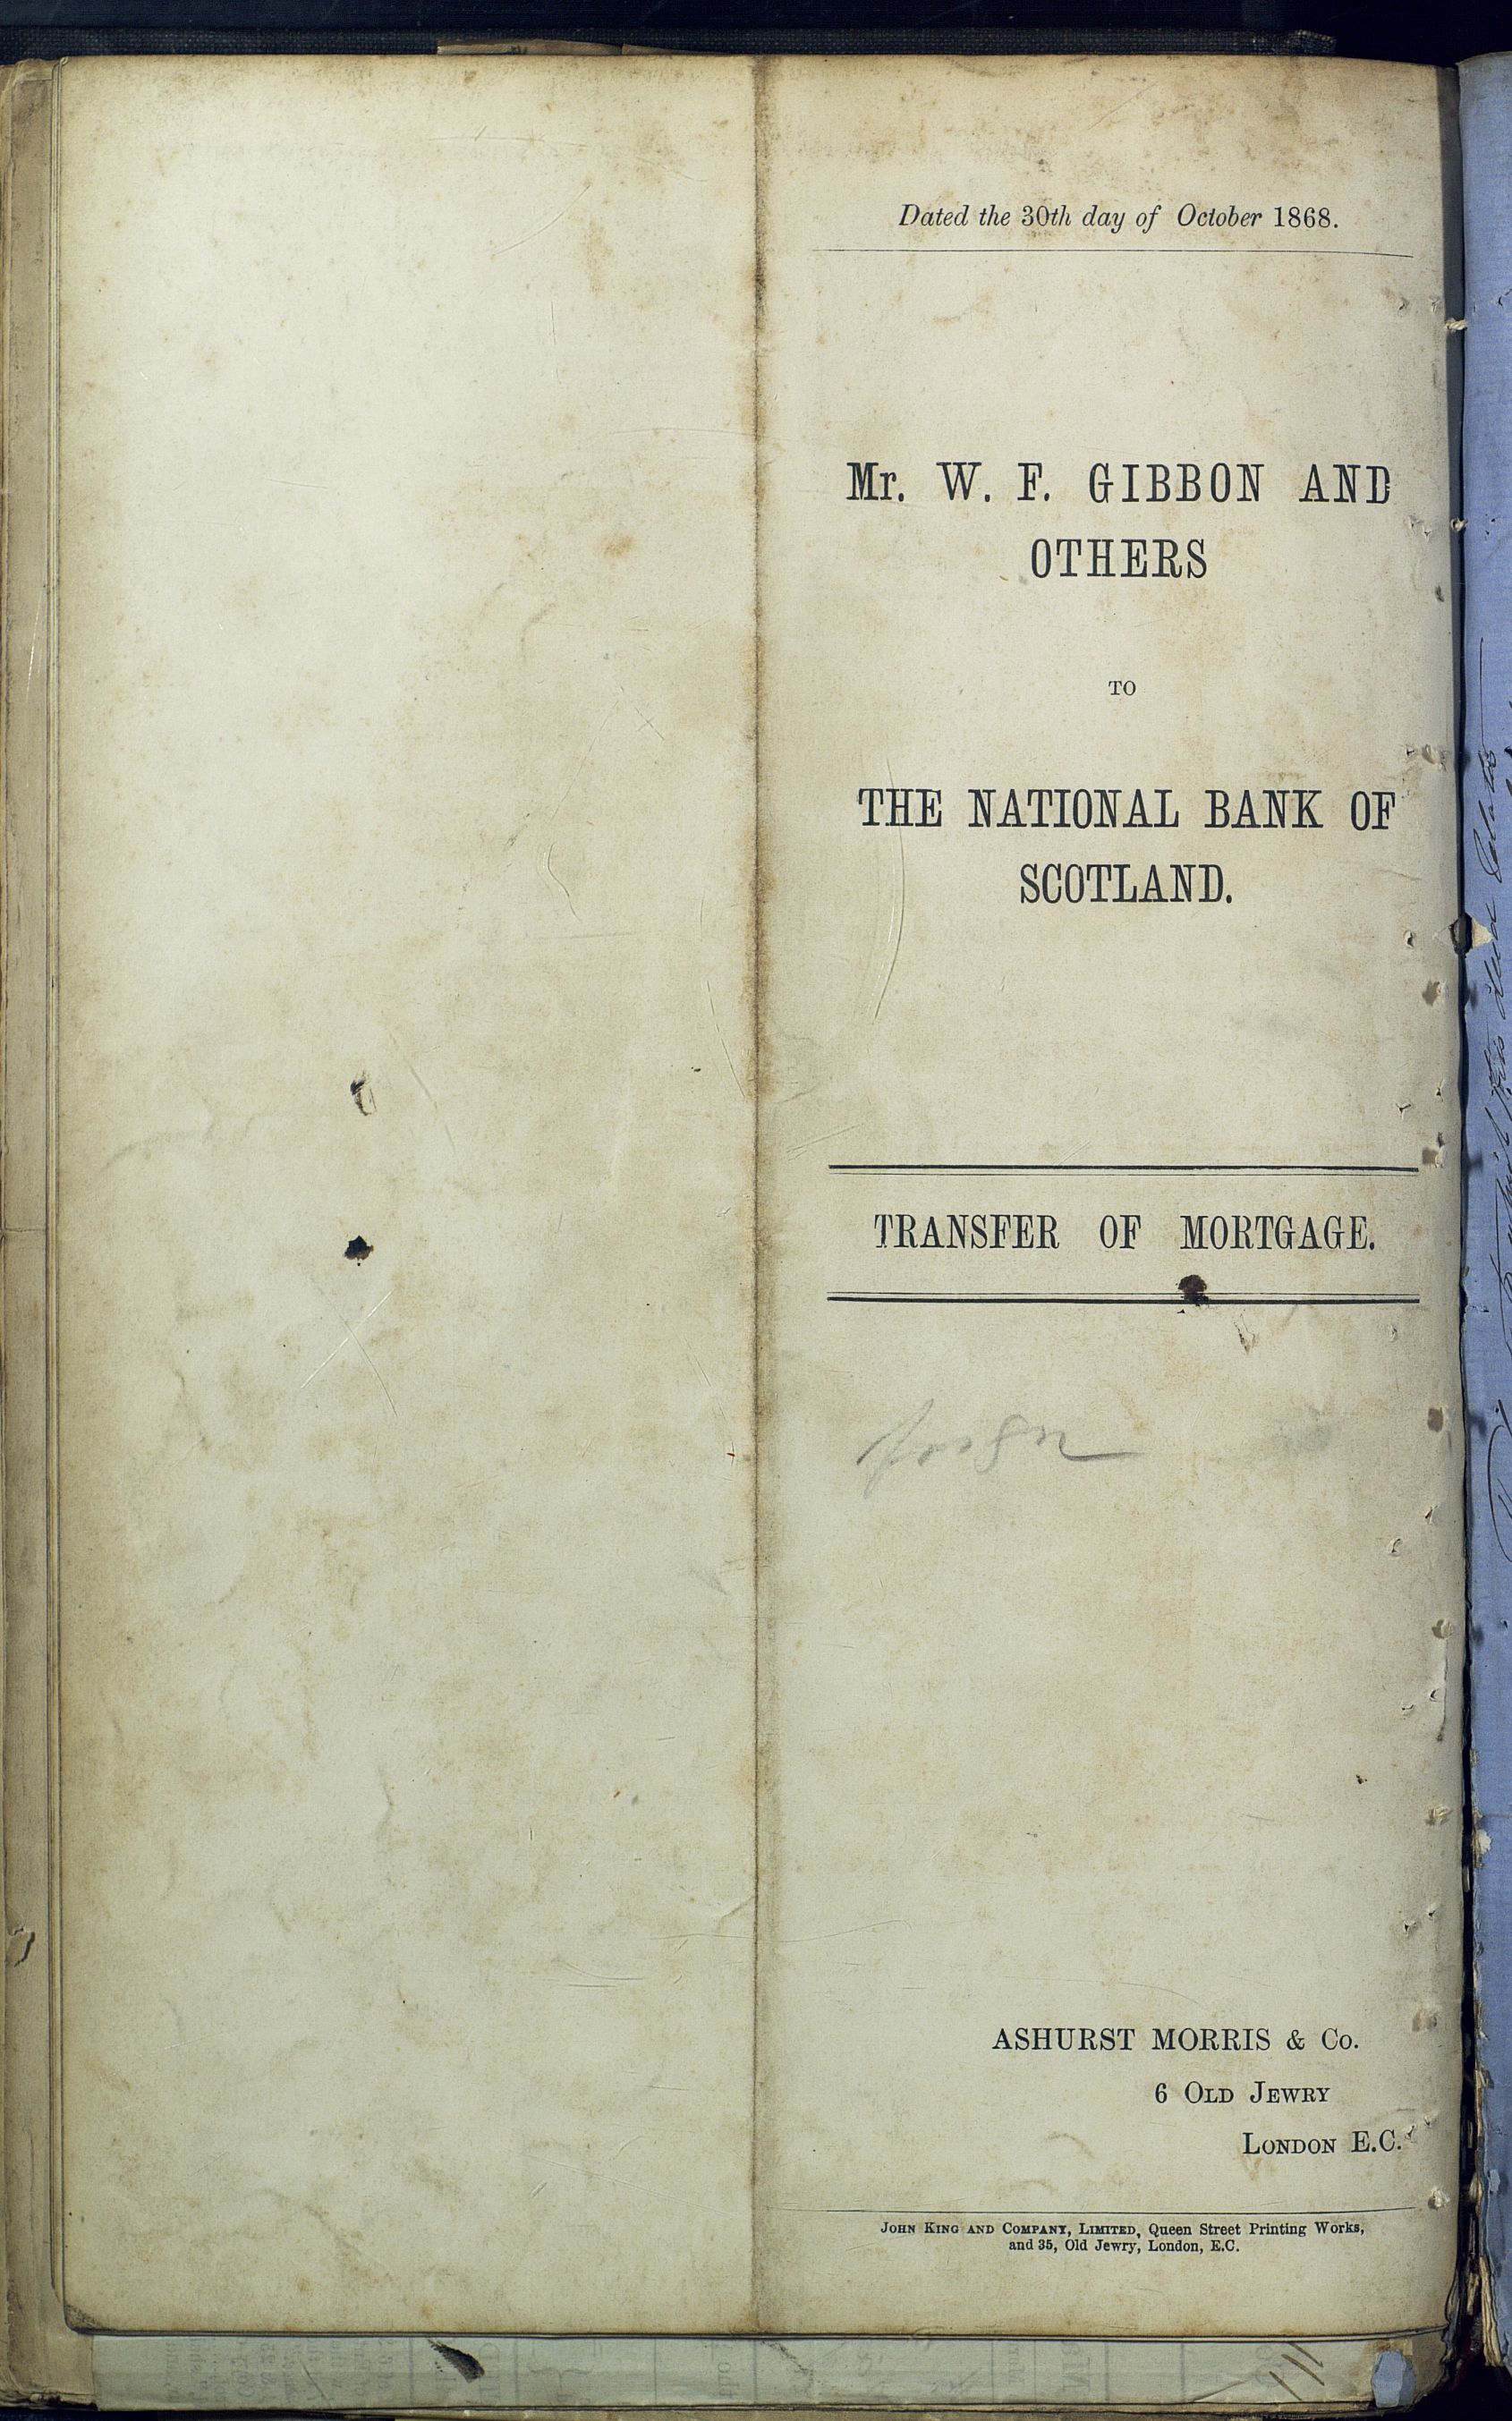 Dated the 30th day of October 1868.
Mr. W. F. GIBBON AND
OTHERS
TO
THE NATIONAL BANK OF
SCOTLAND.
TRANSFER OF MORTGAGE.
ASHURST MORRIS & Co.
6 OLD JEWRY
LONDON E.C.
JOHN KING AND COMPANY, LIMITED, Queen Street Printing Works,
and 35, Old Jewry, London, E.C.